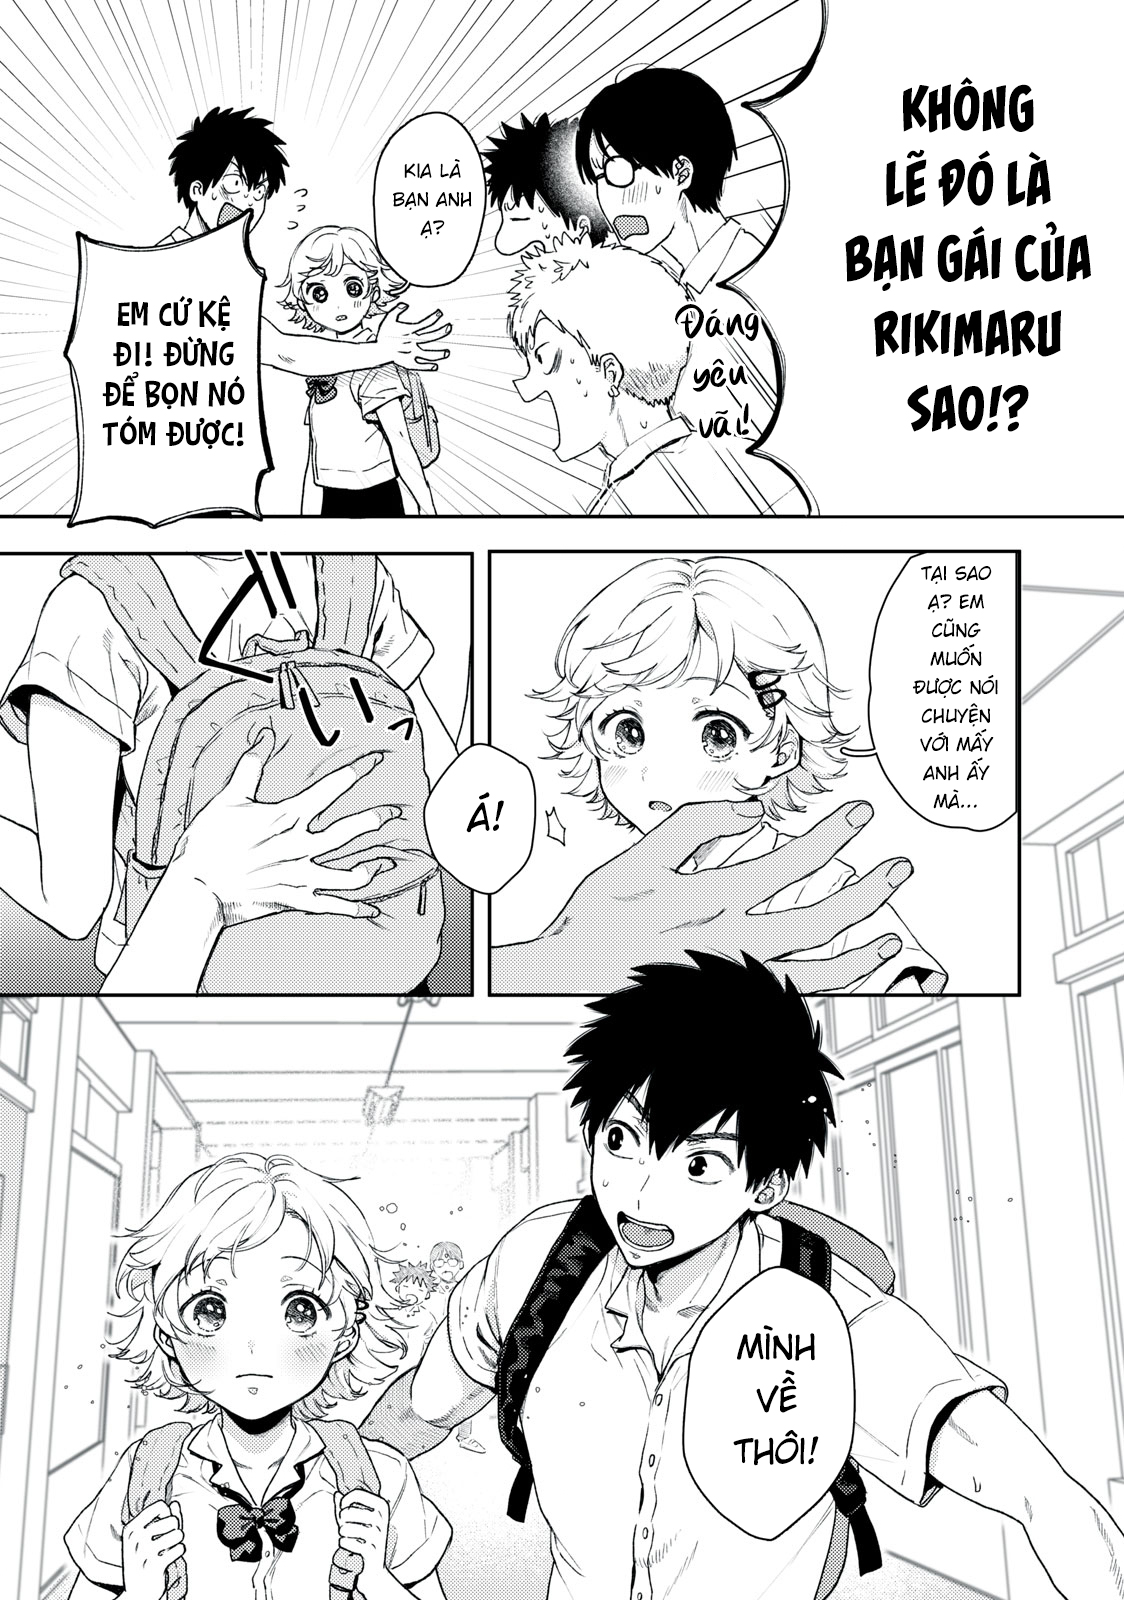 KHÔNG
LẼ ĐÓ LÀ
BẠN GÁI CỦA
RIKIMARU
SAO!?
Đáng
yêu
vãi!
KIA LÀ
BẠN ANH
Ạ?
EM CỨ KỆ
ĐI! ĐỪNG
ĐỂ BỌN NÓ
TÓM ĐƯỢC!
TẠI SAO
Ạ? EM
CŨNG
MUỐN
ĐƯỢC NÓI
CHUYỆN
VỚI MẤY
ANH ẤY
MÀ...
Á!
MÌNH
VỀ
THÔI!